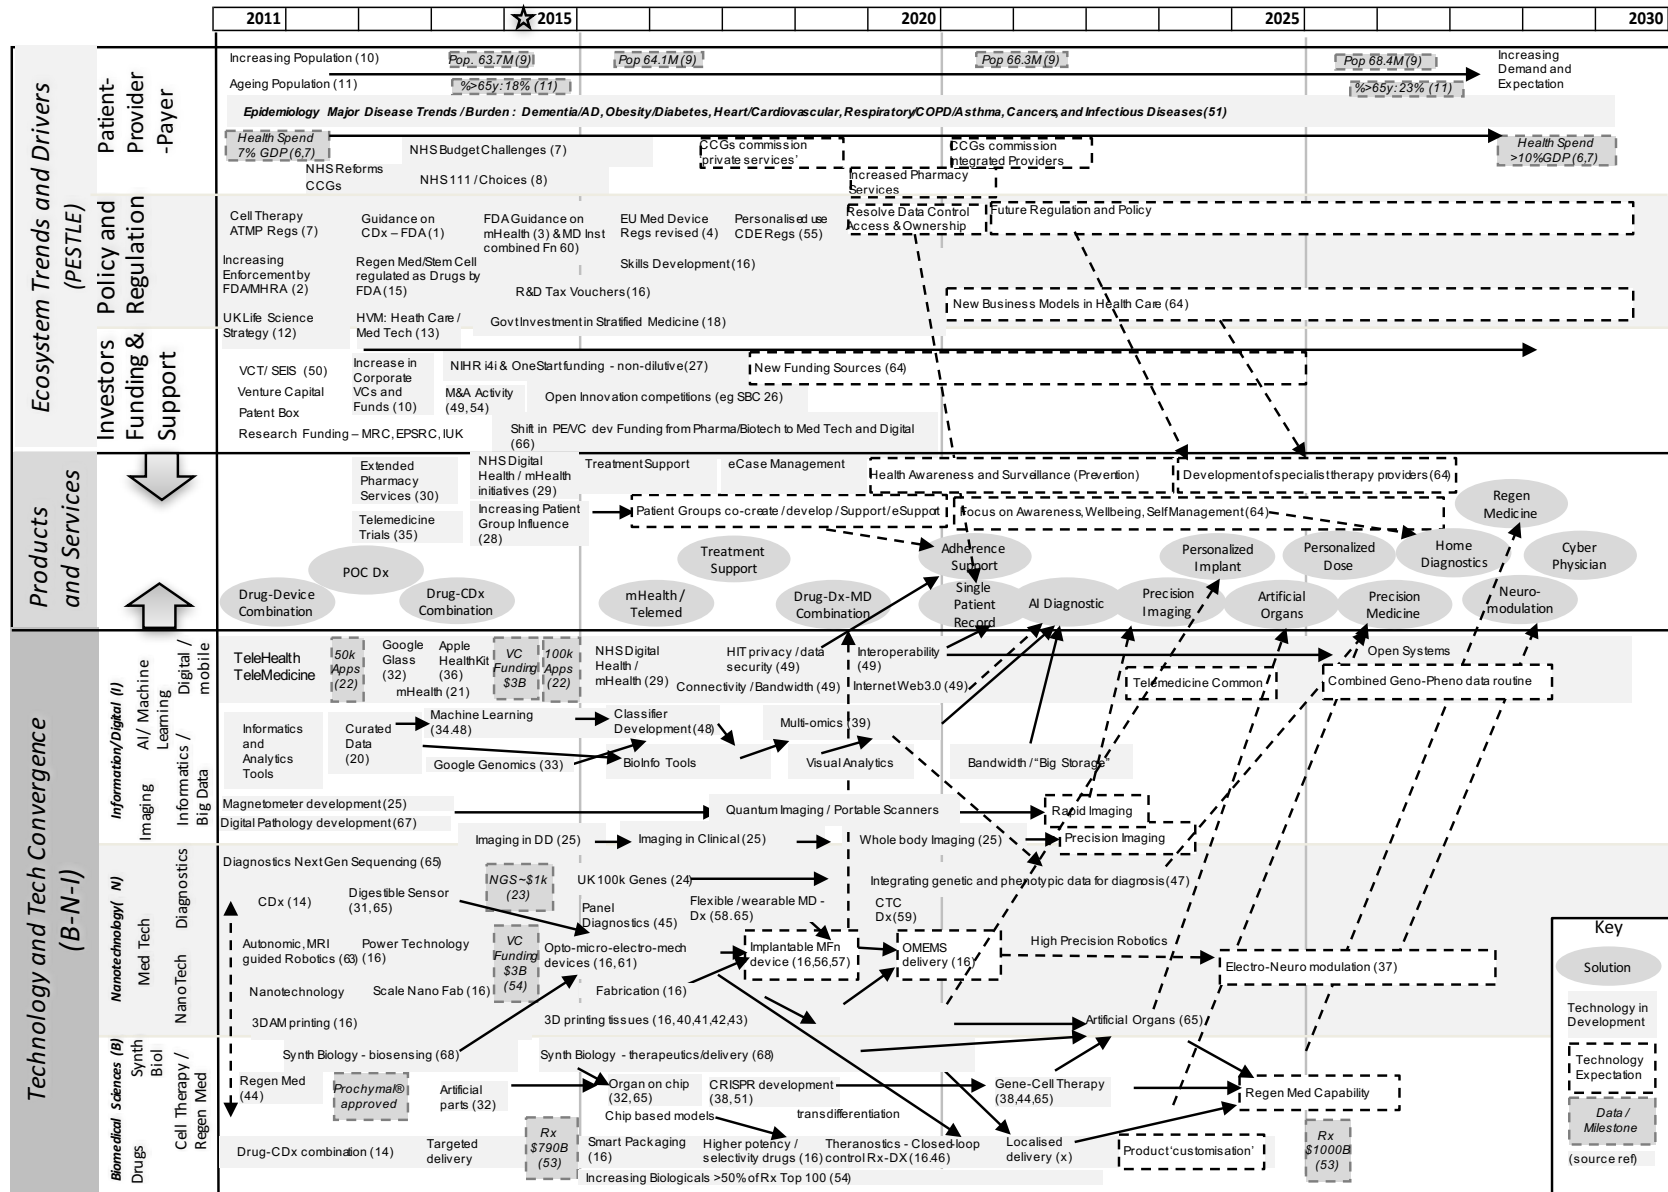 2011
2015
2020
2025
2030
Ecosystem Trends and Drivers
(PESTLE)
Patient-
Provider
-Payer
Increasing Population (10)
Pop. 63.7M (9)
Pop 64.1M (9)
Pop 66.3M (9)
Pop 68.4M (9)
Increasing
Demand and
Expectation
Ageing Population (11)
%>65y: 18% (11)
%>65y: 23% (11)
Epidemiology Major Disease Trends / Burden : Dementia/AD, Obesity/Diabetes, Heart/Cardiovascular, Respiratory/COPD/Asthma, Cancers, and Infectious Diseases (51)
Health Spend
7% GDP (6,7)
NHS Budget Challenges (7)
CCGs commission
'private services'
CCGs commission
Integrated Providers
Health Spend
>10%GDP (6,7)
NHS Reforms
CCGs
NHS 111 / Choices (8)
Increased Pharmacy
Services
Policy and
Regulation
Cell Therapy
ATMP Regs (7)
Guidance on
CDx – FDA (1)
FDA Guidance on
mHealth (3) & MD Inst
combined Fn 60)
EU Med Device
Regs revised (4)
Personalised use
CDE Regs (55)
Resolve Data Control
Access & Ownership
Future Regulation and Policy
Increasing
Enforcement by
FDA/MHRA (2)
Regen Med/Stem Cell
regulated as Drugs by
FDA (15)
Skills Development (16)
R&D Tax Vouchers (16)
New Business Models in Health Care (64)
UK Life Science
Strategy (12)
HVM: Heath Care /
Med Tech (13)
Govt Investment in Stratified Medicine (18)
Investors
Funding &
Support
VCT/ SEIS (50)
Venture Capital
Patent Box
Research Funding – MRC, EPSRC, IUK
Increase in
Corporate
VCs and
Funds (10)
NIHR i4i & OneStart funding - non-dilutive (27)
New Funding Sources (64)
M&A Activity
(49,54)
Open Innovation competitions (eg SBC 26)
Shift in PE/VC dev Funding from Pharma/Biotech to Med Tech and Digital
(66)
Products
and Services
Extended
Pharmacy
Services (30)
NHS Digital
Health / mHealth
initiatives (29)
Treatment Support
eCase Management
Health Awareness and Surveillance (Prevention)
Development of specialist therapy providers (64)
Telemedicine
Trials (35)
Increasing Patient
Group Influence
(28)
Patient Groups co-create / develop / Support / eSupport
Focus on Awareness, Wellbeing, Self Management (64)
Regen
Medicine
POC Dx
Treatment
Support
Adherence
Support
Personalized
Implant
Personalized
Dose
Home
Diagnostics
Cyber
Physician
Drug-Device
Combination
Drug-CDx
Combination
mHealth /
Telemed
Drug-Dx-MD
Combination
Single
Patient
Record
AI Diagnostic
Precision
Imaging
Artificial
Organs
Precision
Medicine
Neuro-
modulation
Technology and Tech Convergence
(B-N-I)
Information/Digital (I)
Digital /
mobile
AI/ Machine
Learning
Informatics /
Big Data
Imaging
TeleHealth
TeleMedicine
50k
Apps
(22)
Google
Glass
(32)
Apple
HealthKit
(36)
mHealth (21)
VC
Funding
$3B
100k
Apps
(22)
NHS Digital
Health /
mHealth (29)
HIT privacy / data
security (49)
Connectivity / Bandwidth (49)
Interoperability
(49)
Internet Web3.0 (49)
Open Systems
Telemedicine Common
Combined Geno-Pheno data routine
Informatics
and
Analytics
Tools
Curated
Data
(20)
Machine Learning
(34.48)
Google Genomics (33)
Classifier
Development (48)
BioInfo Tools
Multi-omics (39)
Visual Analytics
Bandwidth / "Big Storage"
Magnetometer development (25)
Digital Pathology development (67)
Quantum Imaging / Portable Scanners
Rapid Imaging
Imaging in DD (25)
Imaging in Clinical (25)
Whole body Imaging (25)
Precision Imaging
Nanotechnology( N)
Diagnostics
Med Tech
NanoTech
Diagnostics Next Gen Sequencing (65)
NGS~$1k
(23)
UK 100k Genes (24)
Integrating genetic and phenotypic data for diagnosis (47)
CDx (14)
Digestible Sensor
(31,65)
Panel
Diagnostics (45)
Flexible / wearable MD -
Dx (58.65)
CTC
Dx(59)
Autonomic, MRI
guided Robotics (63)
Power Technology
(16)
VC
Funding
$3B
(54)
Opto-micro-electro-mech
devices (16,61)
Implantable MFn
device (16,56,57)
OMEMS
delivery (16)
High Precision Robotics
Electro-Neuro modulation (37)
Nanotechnology
Scale Nano Fab (16)
Fabrication (16)
3DAM printing (16)
3D printing tissues (16,40,41,42,43)
Artificial Organs (65)
Biomedical Sciences (B)
Synth
Biol
Cell Therapy /
Regen Med
Drugs
Synth Biology - biosensing (68)
Synth Biology - therapeutics/delivery (68)
Regen Med
(44)
Prochymal®
approved
Artificial
parts (32)
Organ on chip
(32,65)
CRISPR development
(38,51)
Gene-Cell Therapy
(38,44,65)
Regen Med Capability
Chip based models
transdifferentiation
Drug-CDx combination (14)
Targeted
delivery
Rx
$790B
(53)
Smart Packaging
(16)
Higher potency /
selectivity drugs (16)
Theranostics - Closed-loop
control Rx-DX (16.46)
Localised
delivery (x)
Product 'customisation'
Rx
$1000B
(53)
Increasing Biologicals >50% of Rx Top 100 (54)
Key
Solution
Technology in
Development
Technology
Expectation
Data /
Milestone
(source ref)